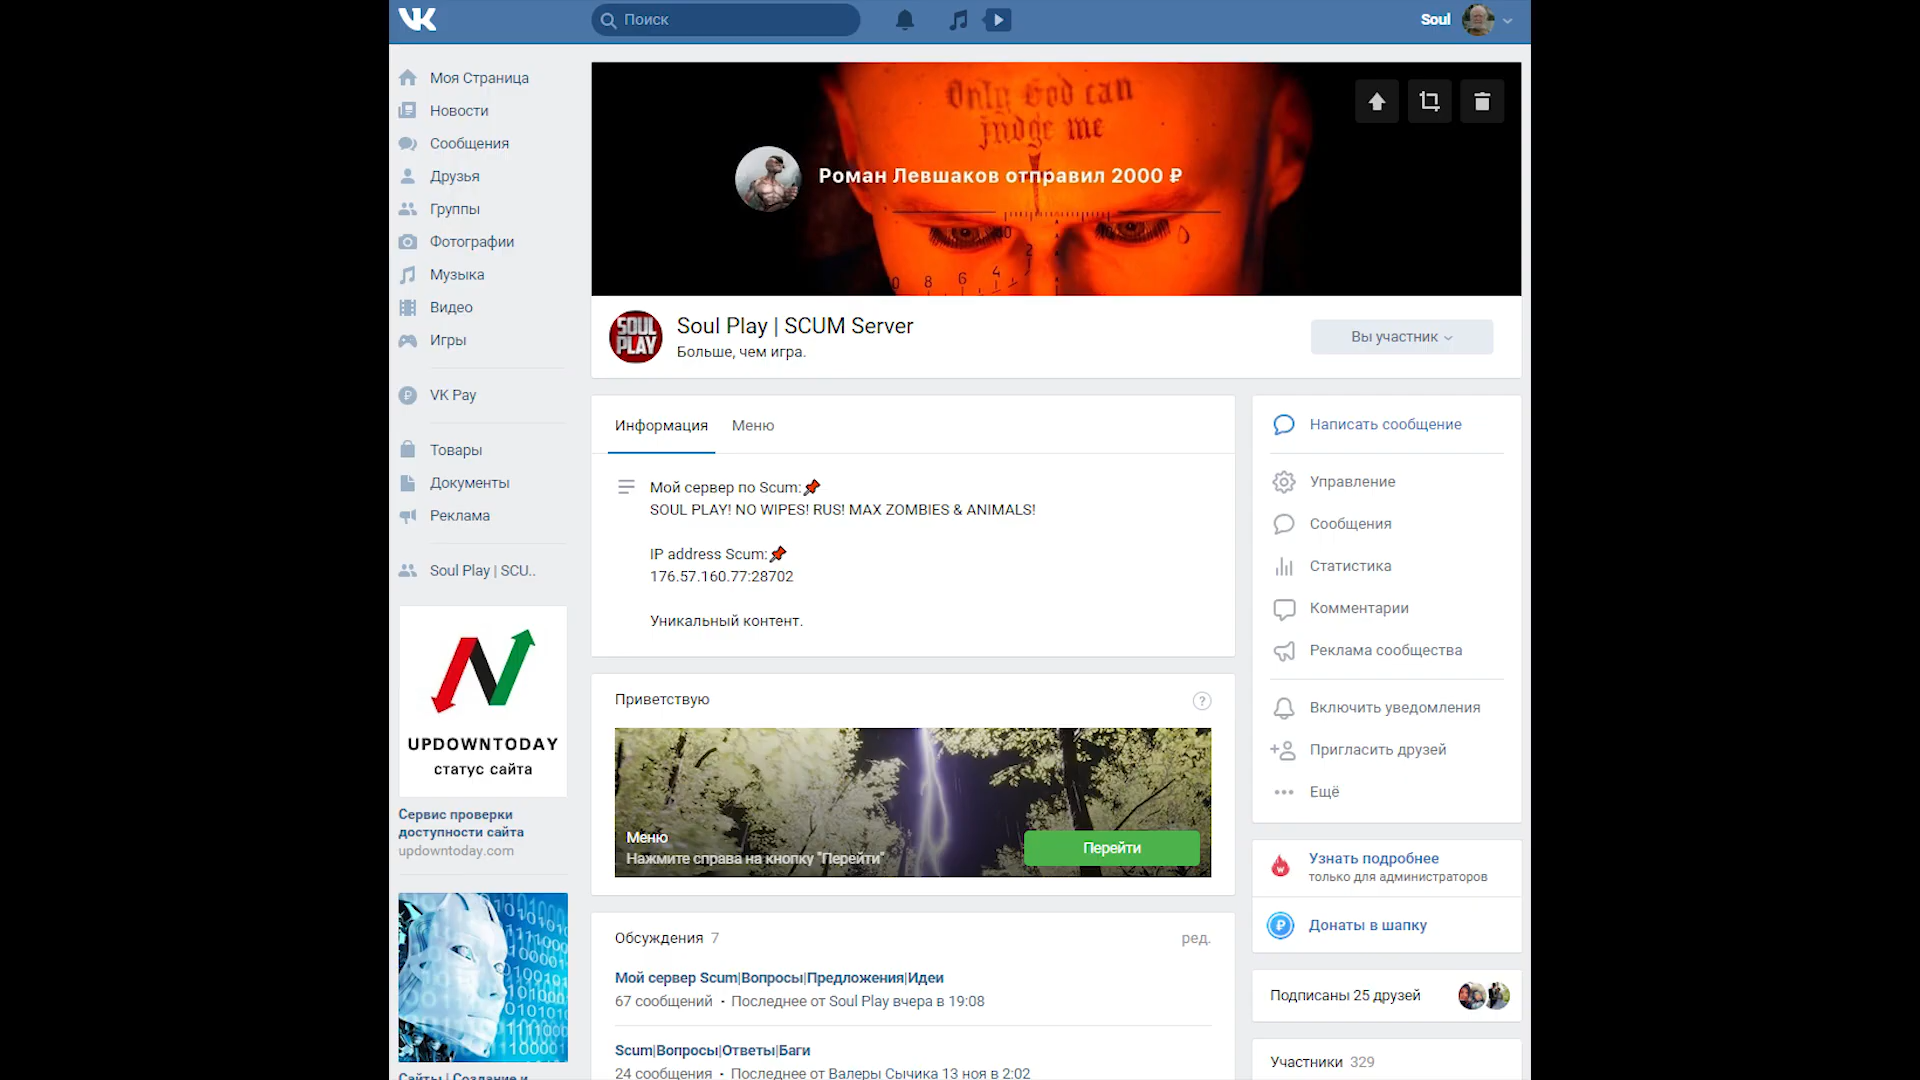 Поиск
Soul
Моя Страница
Новости
Сообщения
Друзья
Группы
Фотографии
Музыка
Видео
Игры
VK Pay
Товары
Документы
Реклама
Soul Play | SCU..
UPDOWNTODAY
статус сайта
Сервис проверки
доступности сайта
updowntoday.com
Only God can
judge me
Роман Левшаков отправил 2000 ₽
2
8 6 4
SOUL
PLAY
Soul Play | SCUM Server
Больше, чем игра.
Вы участник
Информация
Меню
Мой сервер по Scum:
SOUL PLAY! NO WIPES! RUS! MAX ZOMBIES & ANIMALS!
IP address Scum:
176.57.160.77:28702
Уникальный контент.
Приветствую
?
Меню
Нажмите справа на кнопку "Перейти"
Перейти
Обсуждения 7
ред.
Мой сервер Scum|Вопросы|Предложения|Идеи
67 сообщений · Последнее от Soul Play вчера в 19:08
Scum|Вопросы|Ответы|Баги
24 сообщения · Последнее от Валеры Сычика 13 ноя в 2:02
Написать сообщение
Управление
Сообщения
Статистика
Комментарии
Реклама сообщества
Включить уведомления
Пригласить друзей
Ещё
Узнать подробнее
только для администраторов
Донаты в шапку
Подписаны 25 друзей
Участники 329